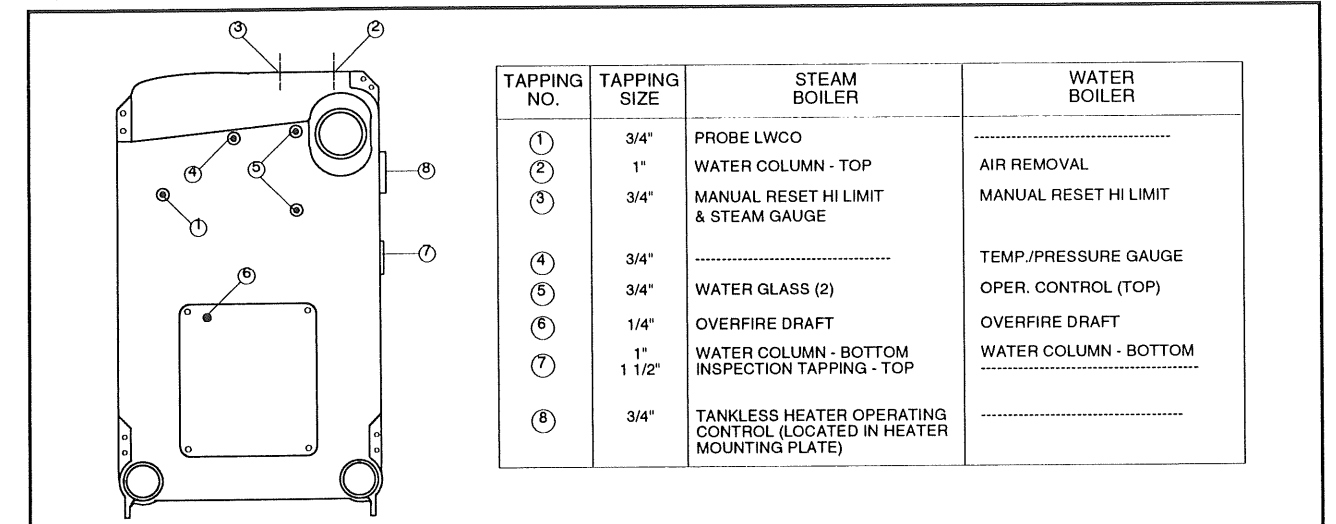 3 2
4 5 8
1
7
6
TAPPING NO. TAPPING SIZE STEAM BOILER WATER BOILER
1 3/4" PROBE LWCO ----------------------------------
2 1" WATER COLUMN - TOP AIR REMOVAL
3 3/4" MANUAL RESET HI LIMIT MANUAL RESET HI LIMIT
& STEAM GAUGE
4 3/4" ---------------------------------- TEMP./PRESSURE GAUGE
5 3/4" WATER GLASS (2) OPER. CONTROL (TOP)
6 1/4" OVERFIRE DRAFT OVERFIRE DRAFT
7 1" WATER COLUMN - BOTTOM WATER COLUMN - BOTTOM
1 1/2" INSPECTION TAPPING - TOP --------------------------------------
8 3/4" TANKLESS HEATER OPERATING -----------------------------------
CONTROL (LOCATED IN HEATER
MOUNTING PLATE)